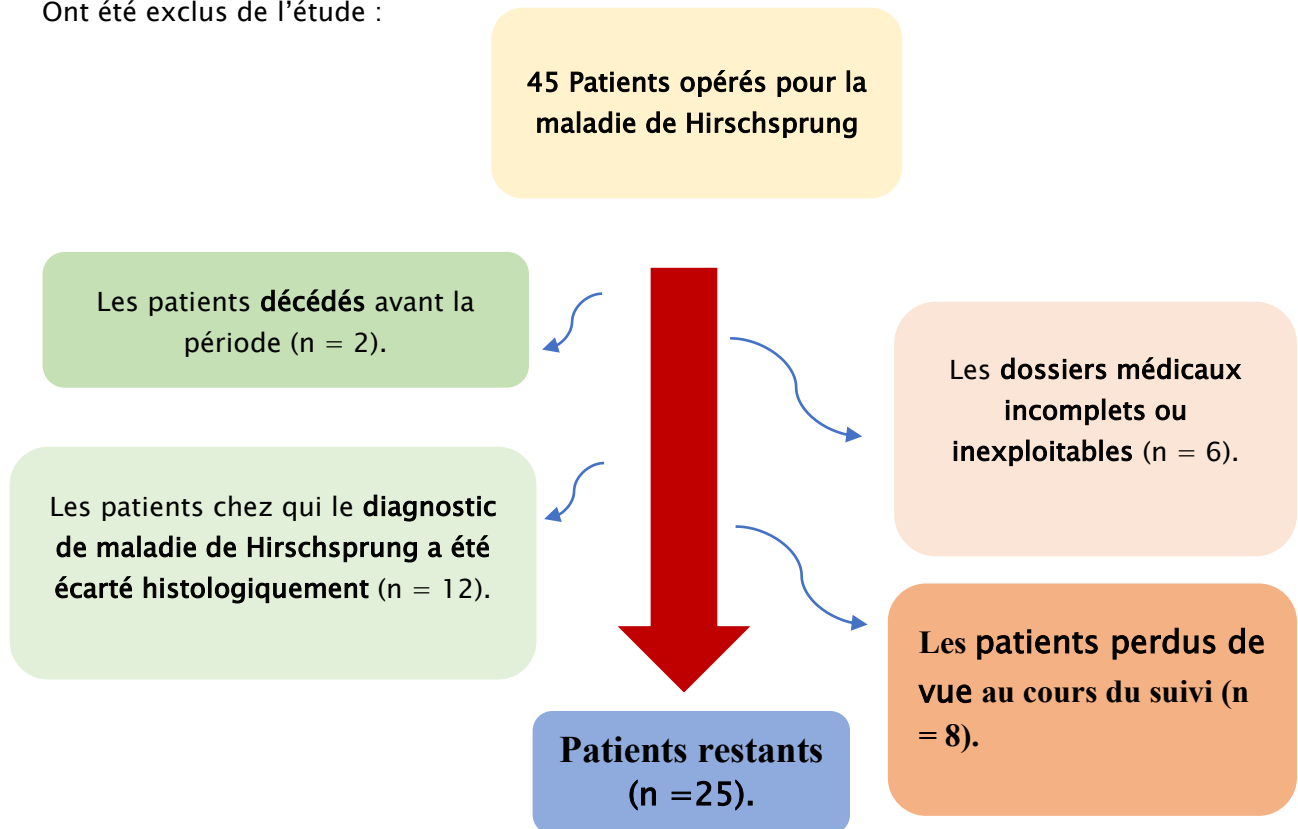 Ont été exclus de l’étude :
45 Patients opérés pour la
maladie de Hirschsprung
Les patients décédés avant la
période (n = 2).
Les dossiers médicaux
incomplets ou
inexploitables (n = 6).
Les patients chez qui le diagnostic
de maladie de Hirschsprung a été
écarté histologiquement (n = 12).
Les patients perdus de
vue au cours du suivi (n
= 8).
Patients restants
(n =25).